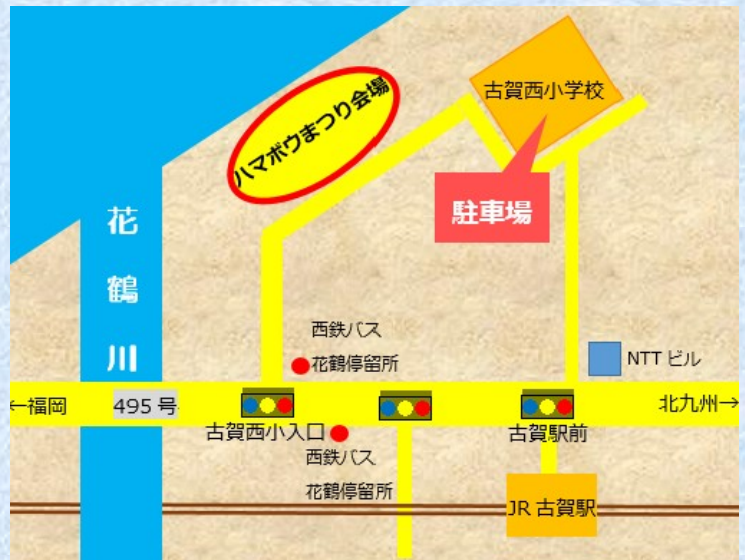 古賀西小学校
ハマボウまつり会場
駐車場
花鶴川
西鉄バス
花鶴停留所
NTT ビル
←福岡
495 号
北九州→
古賀西小入口
古賀駅前
西鉄バス
花鶴停留所
JR 古賀駅